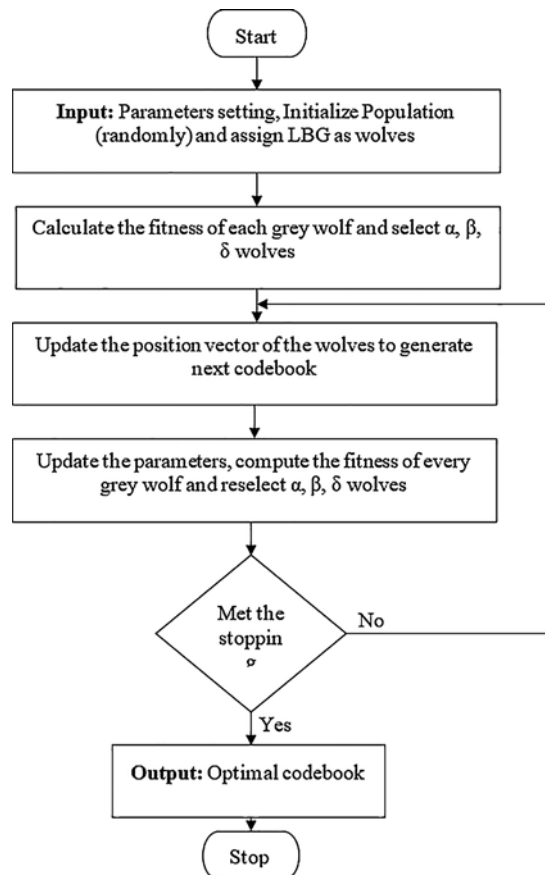 Start
Input: Parameters setting, Initialize Population
(randomly) and assign LBG as wolves
Calculate the fitness of each grey wolf and select α, β,
δ wolves
Update the position vector of the wolves to generate
next codebook
Update the parameters, compute the fitness of every
grey wolf and reselect α, β, δ wolves
Met the
stoppin
No
Yes
Output: Optimal codebook
Stop